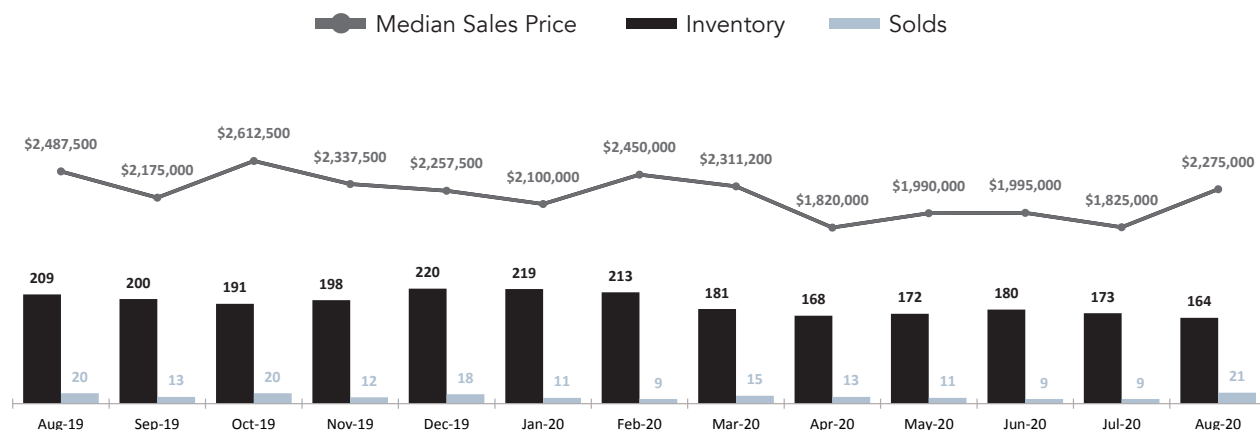 Median Sales Price Inventory Solds
$2,487,500 $2,175,000 $2,612,500 $2,337,500 $2,257,500 $2,100,000 $2,450,000 $2,311,200 $1,820,000 $1,990,000 $1,995,000 $1,825,000 $2,275,000
209 200 191 198 220 219 213 181 168 172 180 173 164
20 13 20 12 18 11 9 15 13 11 9 9 21
Aug-19 Sep-19 Oct-19 Nov-19 Dec-19 Jan-20 Feb-20 Mar-20 Apr-20 May-20 Jun-20 Jul-20 Aug-20